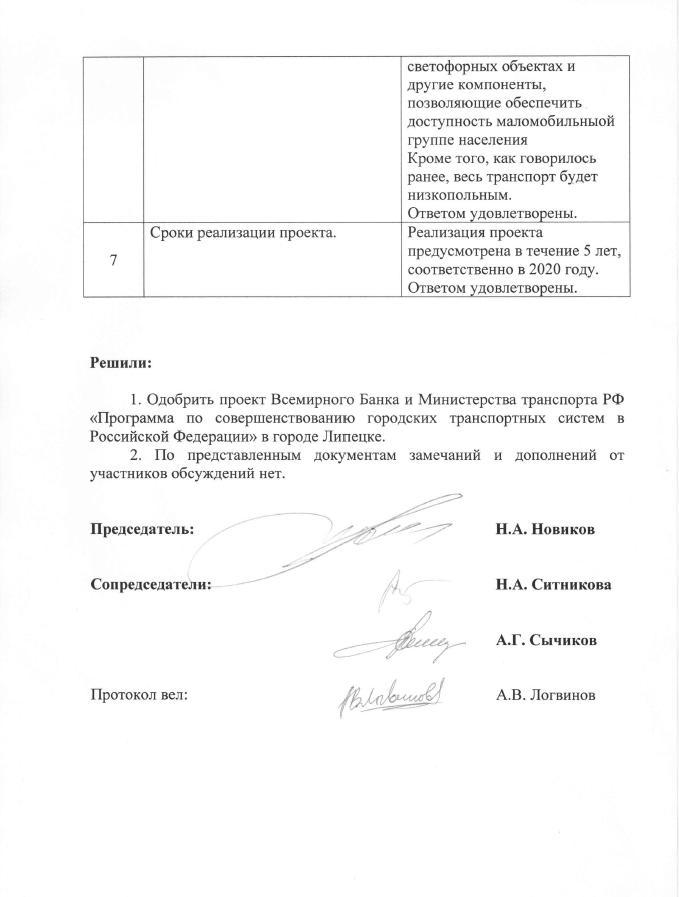 светофорных объектах и
другие компоненты,
позволяющие обеспечить
доступность маломобильныой
группе населения
Кроме того, как говорилось
ранее, весь транспорт будет
низкопольным.
Ответом удовлетворены.
7
Сроки реализации проекта.
Реализация проекта
предусмотрена в течение 5 лет,
соответственно в 2020 году.
Ответом удовлетворены.
Решили:
1. Одобрить проект Всемирного Банка и Министерства транспорта РФ
«Программа по совершенствованию городских транспортных систем в
Российской Федерации» в городе Липецке.
2. По представленным документам замечаний и дополнений от
участников обсуждений нет.
Председатель: Н.А. Новиков
Сопредседатели: Н.А. Ситникова
А.Г. Сычиков
Протокол вел: А.В. Логвинов